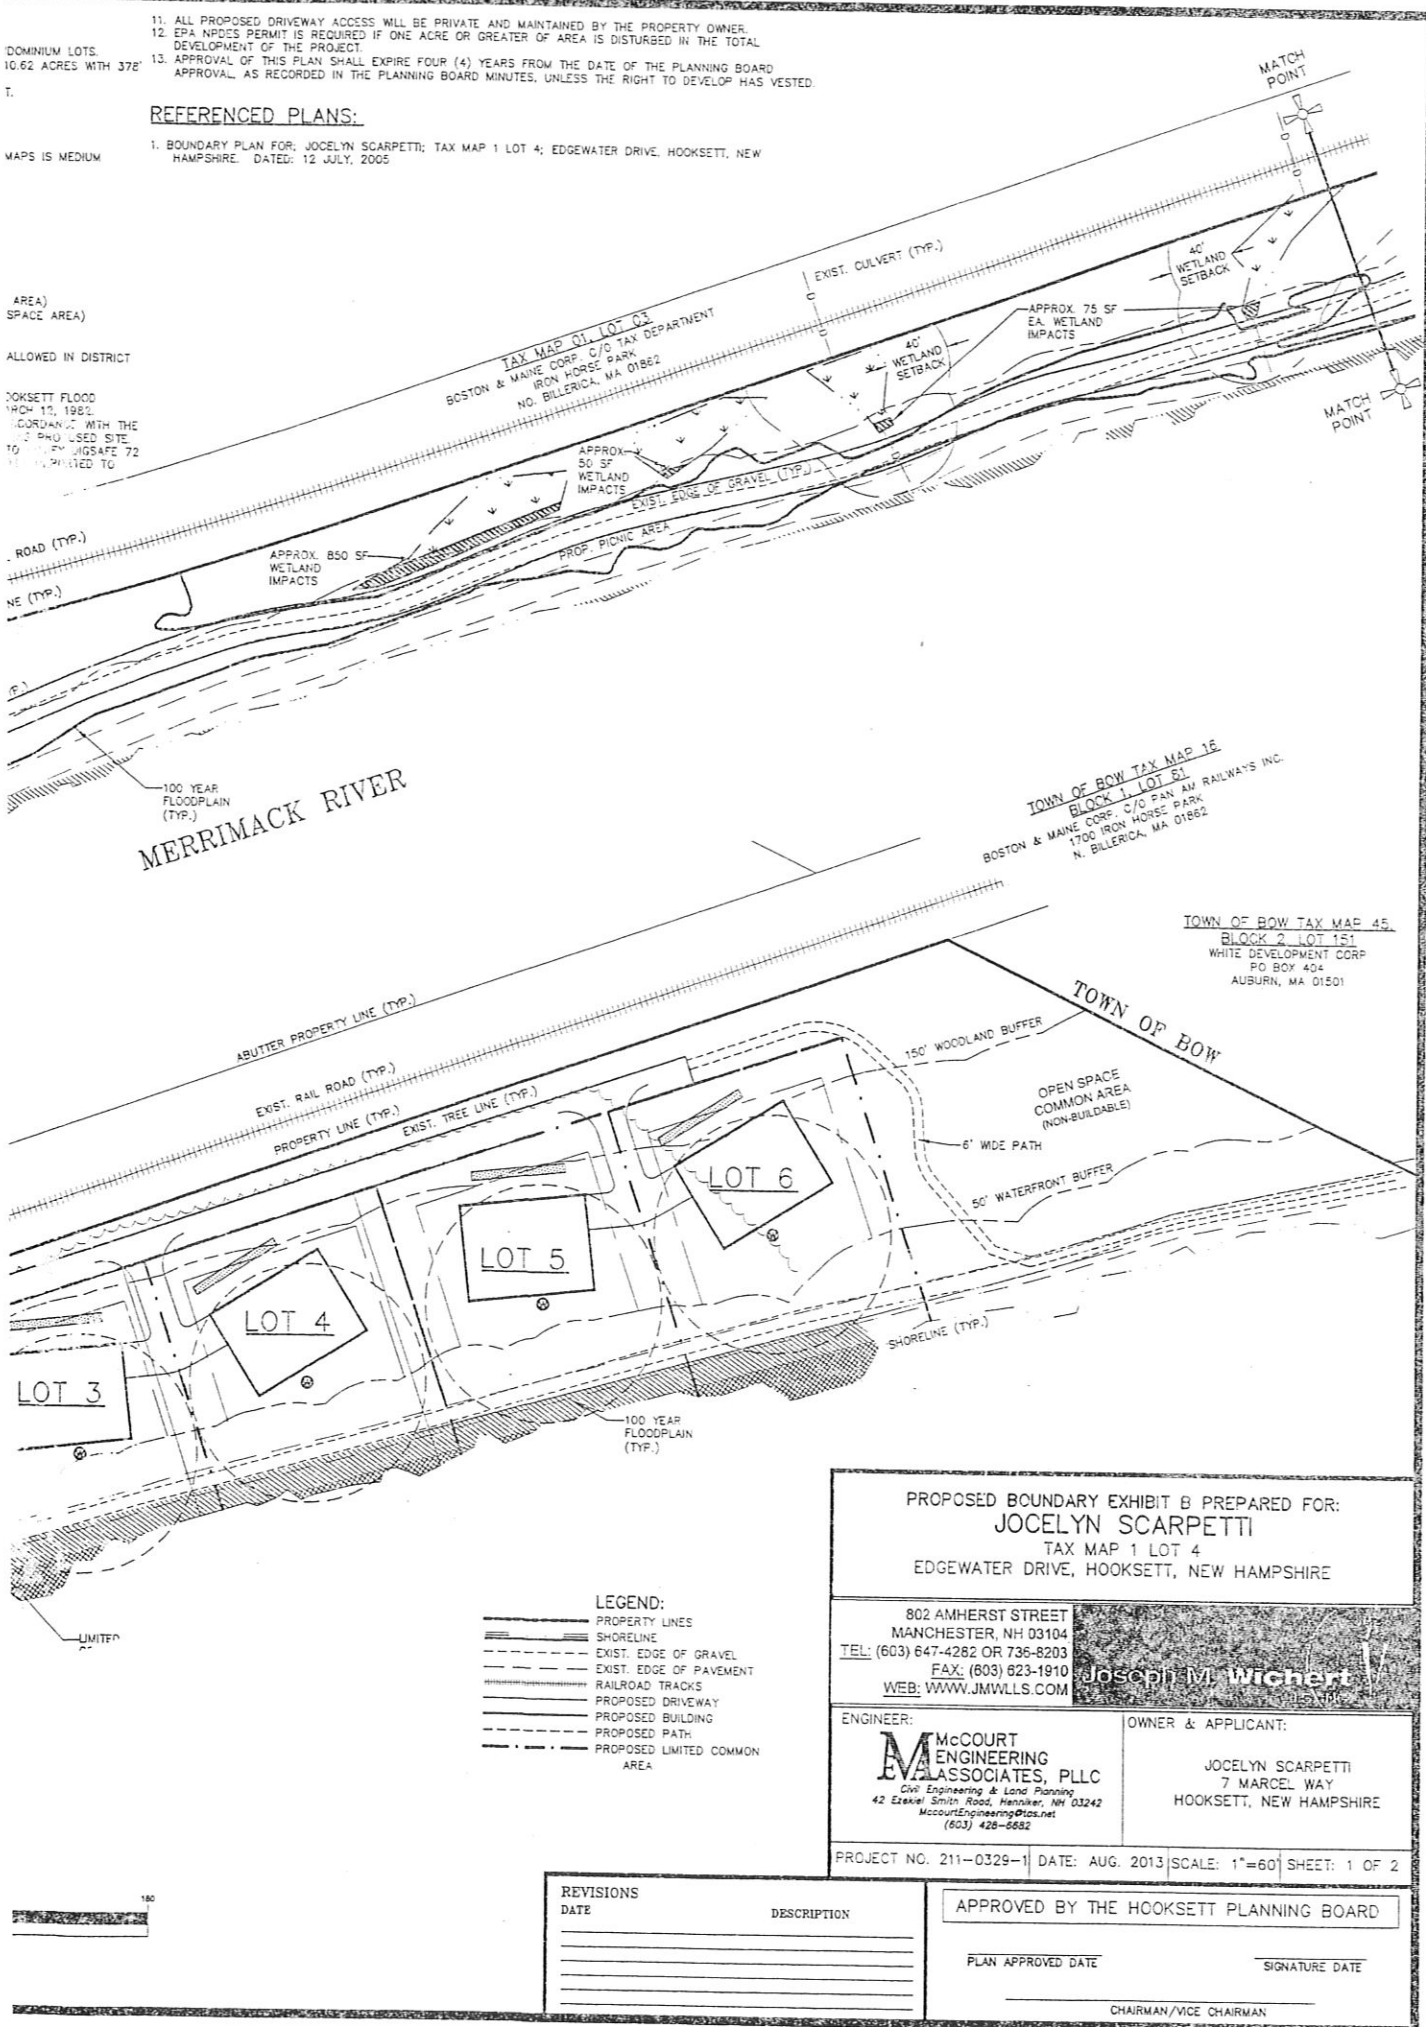 11. ALL PROPOSED DRIVEWAY ACCESS WILL BE PRIVATE AND MAINTAINED BY THE PROPERTY OWNER.
12. EPA NPDES PERMIT IS REQUIRED IF ONE ACRE OR GREATER OF AREA IS DISTURBED IN THE TOTAL
DEVELOPMENT OF THE PROJECT.
13. APPROVAL OF THIS PLAN SHALL EXPIRE FOUR (4) YEARS FROM THE DATE OF THE PLANNING BOARD
APPROVAL, AS RECORDED IN THE PLANNING BOARD MINUTES, UNLESS THE RIGHT TO DEVELOP HAS VESTED.
DOMINIUM LOTS.
10.62 ACRES WITH 378'
T.
MAPS IS MEDIUM
REFERENCED PLANS:
1. BOUNDARY PLAN FOR; JOCELYN SCARPETTI; TAX MAP 1 LOT 4; EDGEWATER DRIVE, HOOKSETT, NEW
HAMPSHIRE. DATED: 12 JULY, 2005
AREA)
SPACE AREA)
ALLOWED IN DISTRICT
OOKSETT FLOOD
RCH 12, 1982.
WITH THE
SITE
DIGSAFE 72
TO
ROAD (TYP.)
NE (TYP.)
P.)
MATCH
POINT
EXIST. CULVERT (TYP.)
40'
WETLAND
SETBACK
APPROX. 75 SF
EA. WETLAND
IMPACTS
TAX MAP 01, LOT 03
BOSTON & MAINE CORP. C/O TAX DEPARTMENT
IRON HORSE PARK
NO. BILLERICA, MA 01862
40'
WETLAND
SETBACK
MATCH
POINT
APPROX.
50 SF
WETLAND
IMPACTS
EXIST. EDGE OF GRAVEL (TYP.)
PROP. PICNIC AREA
APPROX. 850 SF
WETLAND
IMPACTS
100 YEAR
FLOODPLAIN
(TYP.)
MERRIMACK RIVER
TOWN OF BOW TAX MAP 16
BLOCK 1, LOT 61
BOSTON & MAINE CORP. C/O PAN AM RAILWAYS INC.
1700 IRON HORSE PARK
N. BILLERICA, MA 01862
TOWN OF BOW TAX MAP 45,
BLOCK 2, LOT 151
WHITE DEVELOPMENT CORP
PO BOX 404
AUBURN, MA 01501
TOWN OF BOW
ABUTTER PROPERTY LINE (TYP.)
EXIST. RAIL ROAD (TYP.)
PROPERTY LINE (TYP.)
EXIST. TREE LINE (TYP.)
150' WOODLAND BUFFER
OPEN SPACE
COMMON AREA
(NON-BUILDABLE)
6' WIDE PATH
50' WATERFRONT BUFFER
LOT 6
LOT 5
LOT 4
LOT 3
SHORELINE (TYP.)
100 YEAR
FLOODPLAIN
(TYP.)
LIMITED
LEGEND:
PROPERTY LINES
SHORELINE
EXIST. EDGE OF GRAVEL
EXIST. EDGE OF PAVEMENT
RAILROAD TRACKS
PROPOSED DRIVEWAY
PROPOSED BUILDING
PROPOSED PATH
PROPOSED LIMITED COMMON
AREA
PROPOSED BOUNDARY EXHIBIT B PREPARED FOR:
JOCELYN SCARPETTI
TAX MAP 1 LOT 4
EDGEWATER DRIVE, HOOKSETT, NEW HAMPSHIRE
802 AMHERST STREET
MANCHESTER, NH 03104
TEL: (603) 647-4282 OR 736-8203
FAX: (603) 623-1910
WEB: WWW.JMWLLS.COM
Joseph M. Wichert
ENGINEER:
MEA
McCOURT
ENGINEERING
ASSOCIATES, PLLC
Civil Engineering & Land Planning
42 Ezekiel Smith Road, Henniker, NH 03242
MccourtEngineering@tds.net
(603) 428-6682
OWNER & APPLICANT:
JOCELYN SCARPETTI
7 MARCEL WAY
HOOKSETT, NEW HAMPSHIRE
PROJECT NO. 211-0329-1 DATE: AUG. 2013 SCALE: 1"=60' SHEET: 1 OF 2
180
REVISIONS
DATE DESCRIPTION
APPROVED BY THE HOOKSETT PLANNING BOARD
PLAN APPROVED DATE SIGNATURE DATE
CHAIRMAN/VICE CHAIRMAN